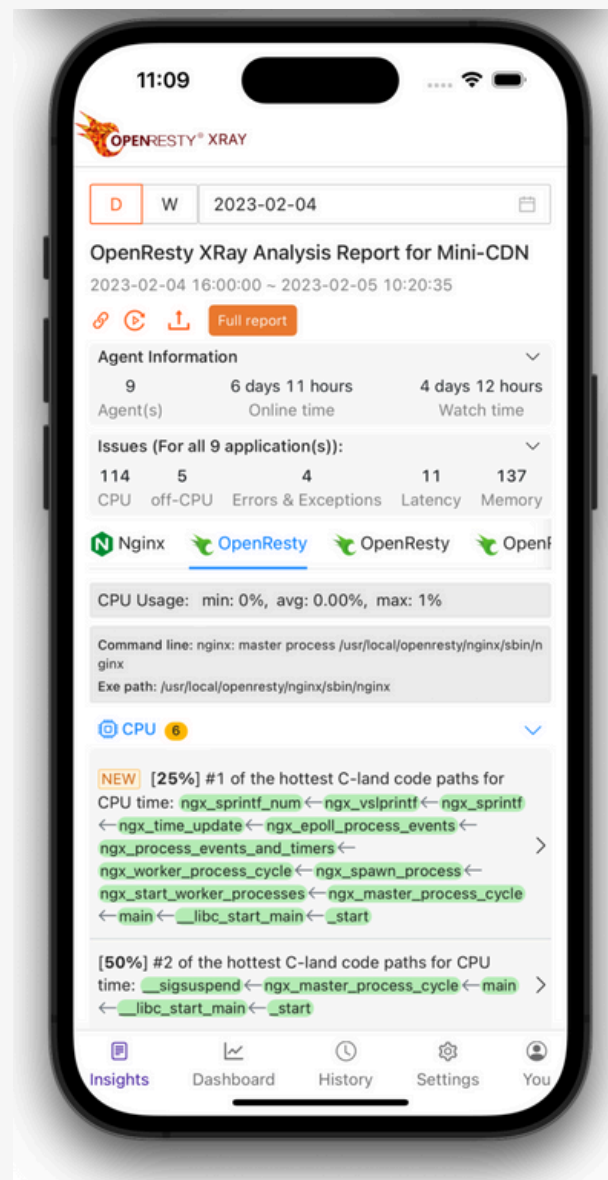 11:09
OPENRESTY® XRAY
D W 2023-02-04
OpenResty XRay Analysis Report for Mini-CDN
2023-02-04 16:00:00 ~ 2023-02-05 10:20:35
Full report
Agent Information
9 6 days 11 hours 4 days 12 hours
Agent(s) Online time Watch time
Issues (For all 9 application(s)):
114 5 4 11 137
CPU off-CPU Errors & Exceptions Latency Memory
Nginx OpenResty OpenResty Open
CPU Usage: min: 0%, avg: 0.00%, max: 1%
Command line: nginx: master process /usr/local/openresty/nginx/sbin/n
ginx
Exe path: /usr/local/openresty/nginx/sbin/nginx
CPU 6
NEW [25%] #1 of the hottest C-land code paths for
CPU time: ngx_sprintf_num←ngx_vslprintf←ngx_sprintf
←ngx_time_update←ngx_epoll_process_events←
ngx_process_events_and_timers←
ngx_worker_process_cycle←ngx_spawn_process←
ngx_start_worker_processes←ngx_master_process_cycle
←main←__libc_start_main←_start
[50%] #2 of the hottest C-land code paths for CPU
time: __sigsuspend←ngx_master_process_cycle←main
←__libc_start_main←_start
Insights Dashboard History Settings You